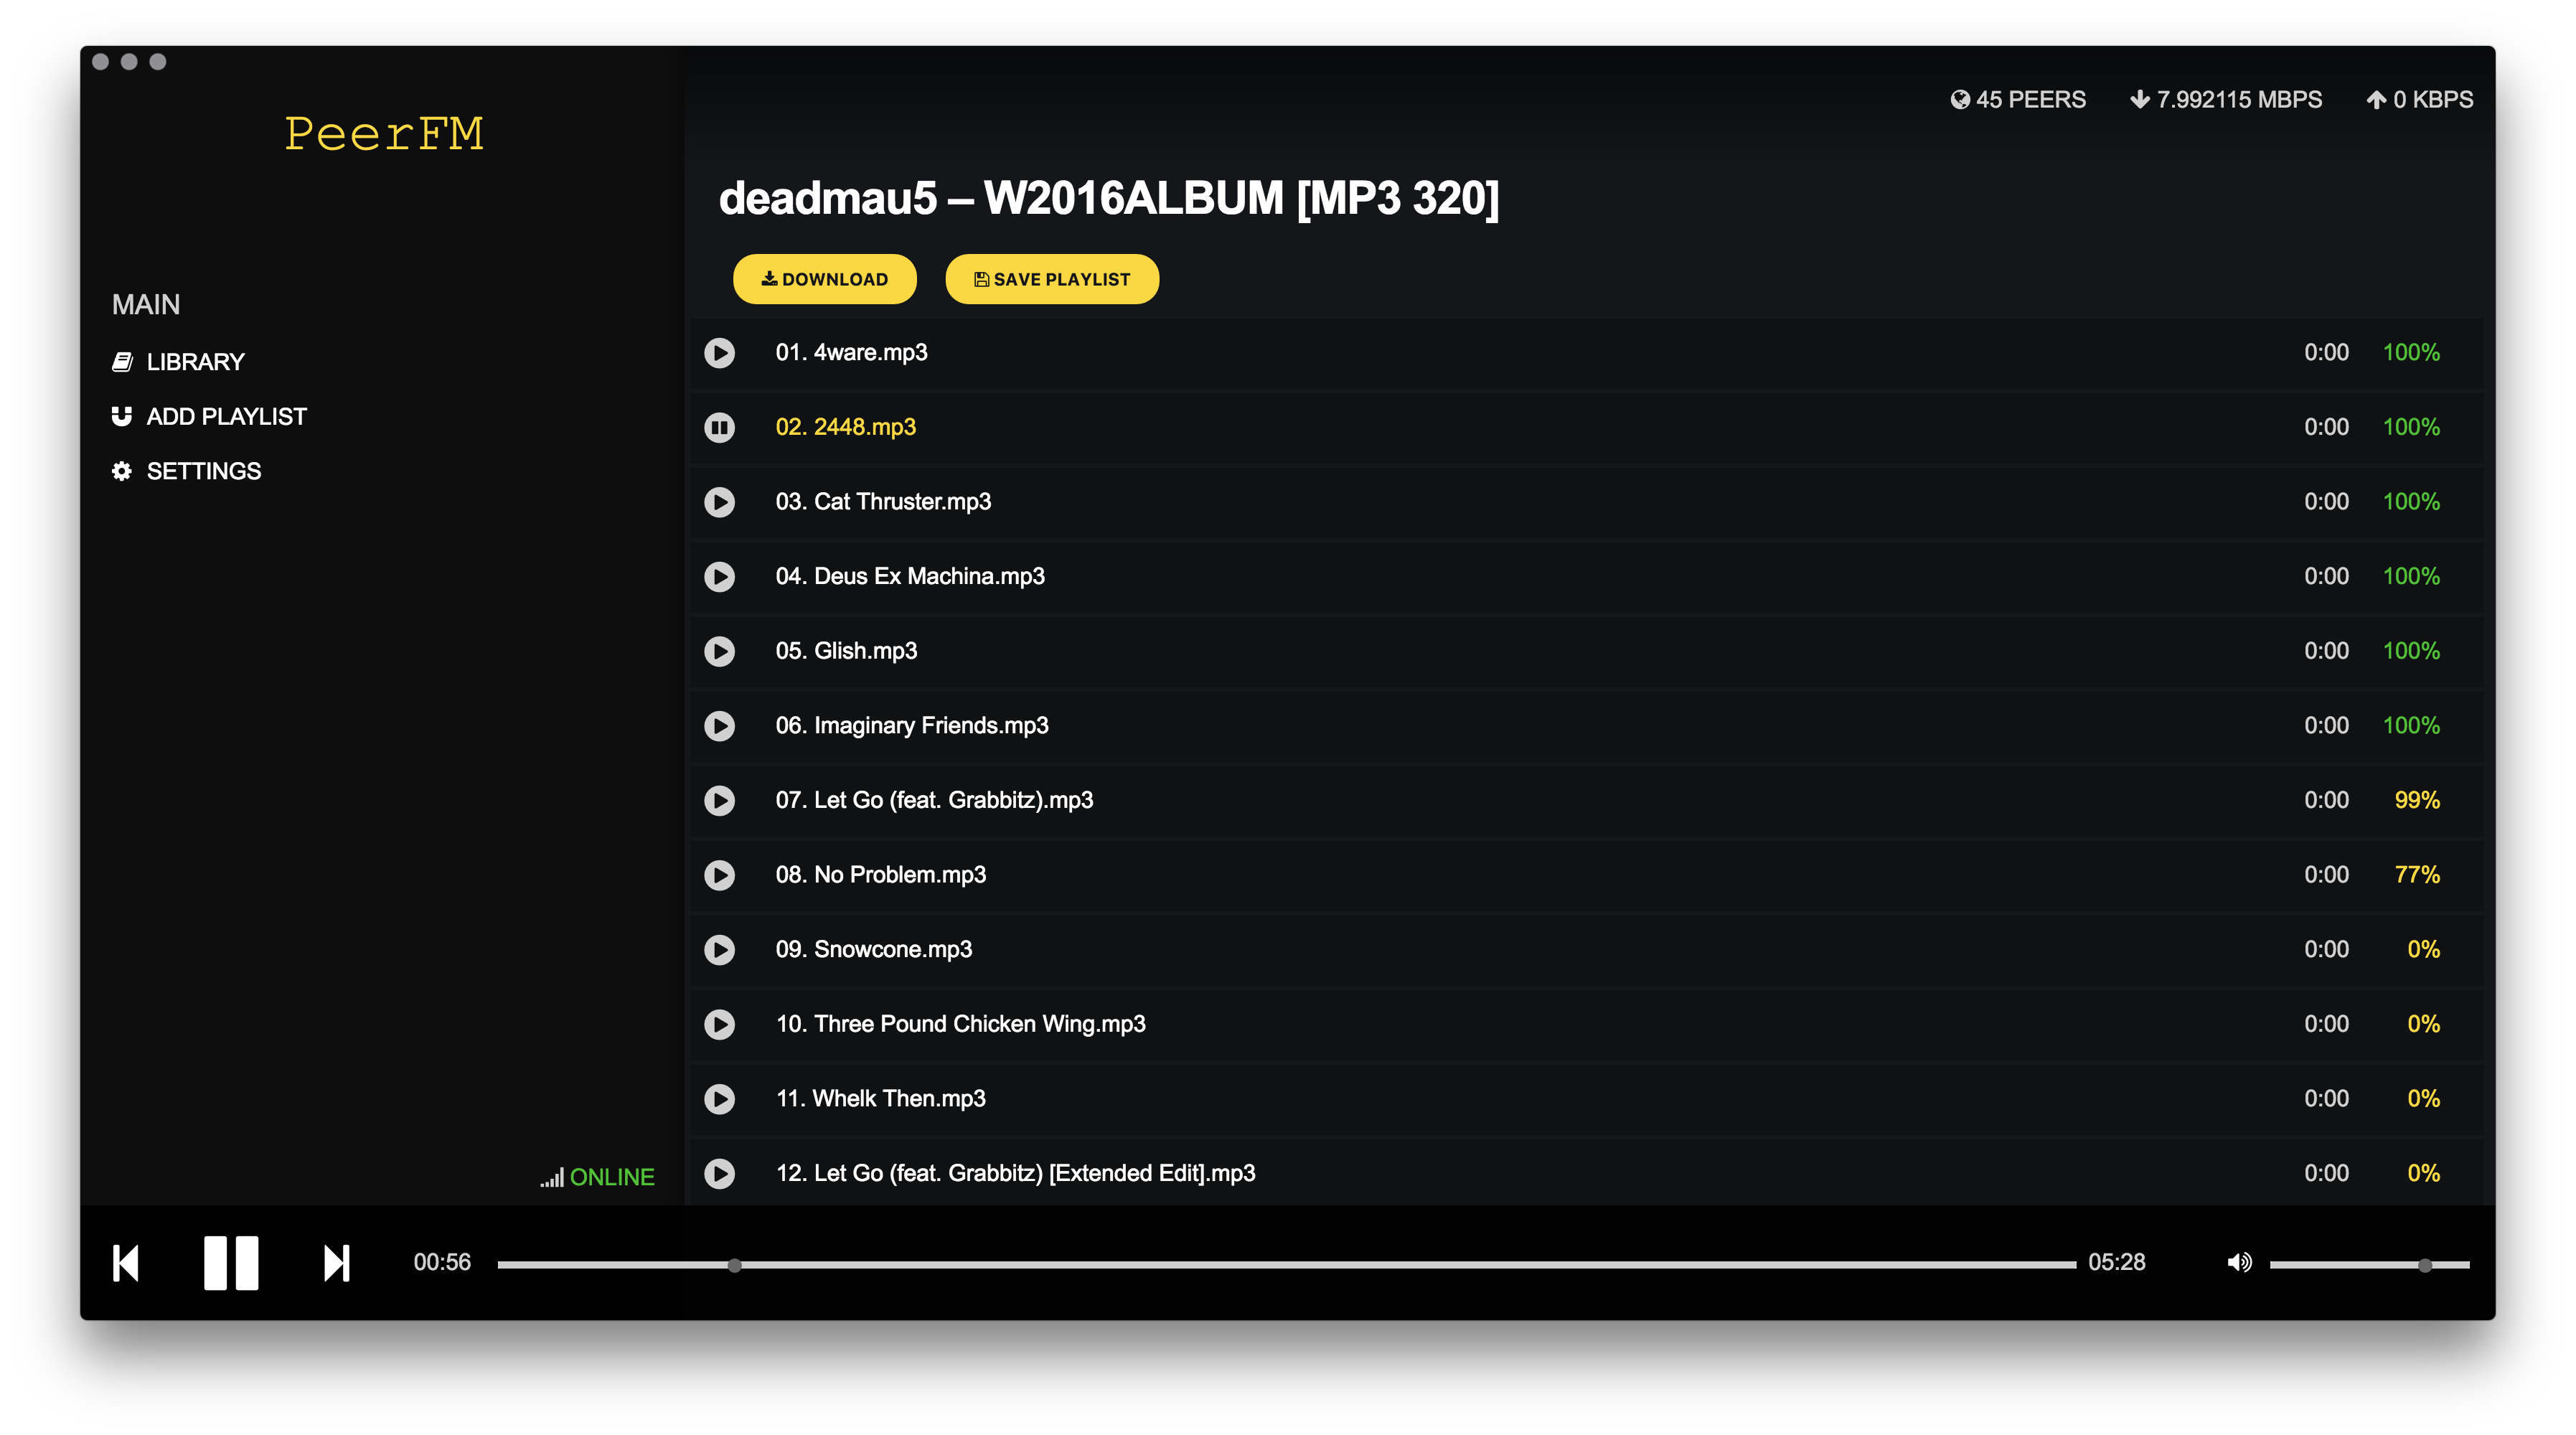 PeerFM
45 PEERS 7.992115 MBPS 0 KBPS
deadmau5 – W2016ALBUM [MP3 320]
DOWNLOAD SAVE PLAYLIST
MAIN
LIBRARY
ADD PLAYLIST
SETTINGS
ONLINE
01. 4ware.mp3 0:00 100%
02. 2448.mp3 0:00 100%
03. Cat Thruster.mp3 0:00 100%
04. Deus Ex Machina.mp3 0:00 100%
05. Glish.mp3 0:00 100%
06. Imaginary Friends.mp3 0:00 100%
07. Let Go (feat. Grabbitz).mp3 0:00 99%
08. No Problem.mp3 0:00 77%
09. Snowcone.mp3 0:00 0%
10. Three Pound Chicken Wing.mp3 0:00 0%
11. Whelk Then.mp3 0:00 0%
12. Let Go (feat. Grabbitz) [Extended Edit].mp3 0:00 0%
00:56 05:28